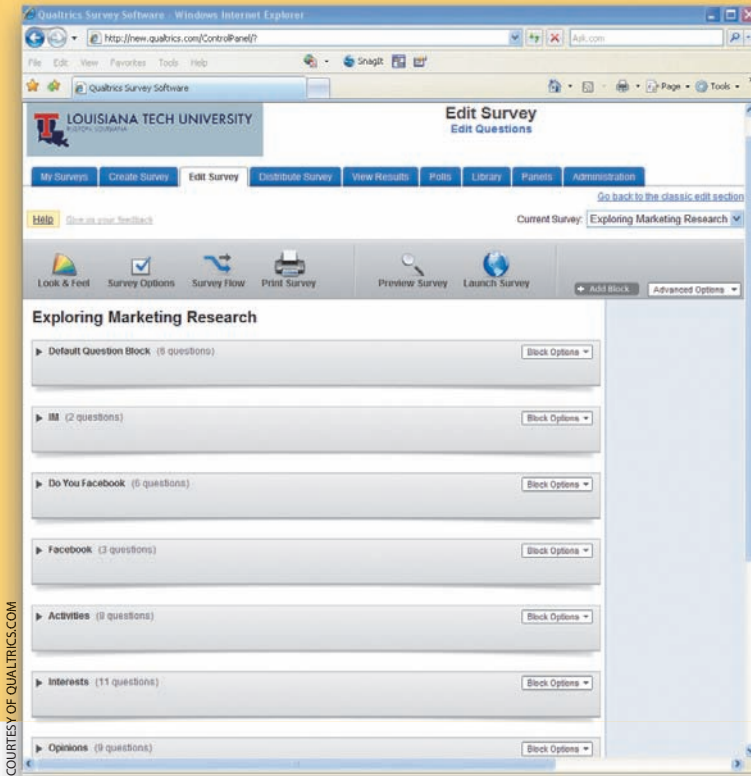 Qualtrics Survey Software - Windows Internet Explorer
http://new.qualtrics.com/ControlPanel/?
Ask.com
File Edit View Favorites Tools Help
SnagIt
Qualtrics Survey Software
Page Tools
LOUISIANA TECH UNIVERSITY
Edit Survey
Edit Questions
My Surveys Create Survey Edit Survey Distribute Survey View Results Polls Library Panels Administration
Go back to the classic edit section
Help Give us your feedback
Current Survey: Exploring Marketing Research
Look & Feel Survey Options Survey Flow Print Survey Preview Survey Launch Survey
+ Add Block Advanced Options
Exploring Marketing Research
Default Question Block (6 questions) Block Options
IM (2 questions) Block Options
Do You Facebook (6 questions) Block Options
Facebook (3 questions) Block Options
Activities (9 questions) Block Options
Interests (11 questions) Block Options
Opinions (9 questions) Block Options
COURTESY OF QUALTRICS.COM